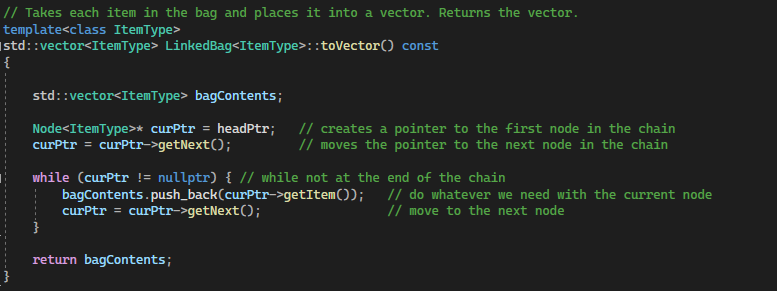 // Takes each item in the bag and places it into a vector. Returns the vector.
template<class ItemType>
std::vector<ItemType> LinkedBag<ItemType>::toVector() const
{
std::vector<ItemType> bagContents;
Node<ItemType>* curPtr = headPtr;   // creates a pointer to the first node in the chain
curPtr = curPtr->getNext();         // moves the pointer to the next node in the chain
while (curPtr != nullptr) { // while not at the end of the chain
bagContents.push_back(curPtr->getItem());   // do whatever we need with the current node
curPtr = curPtr->getNext();                 // move to the next node
}
return bagContents;
}